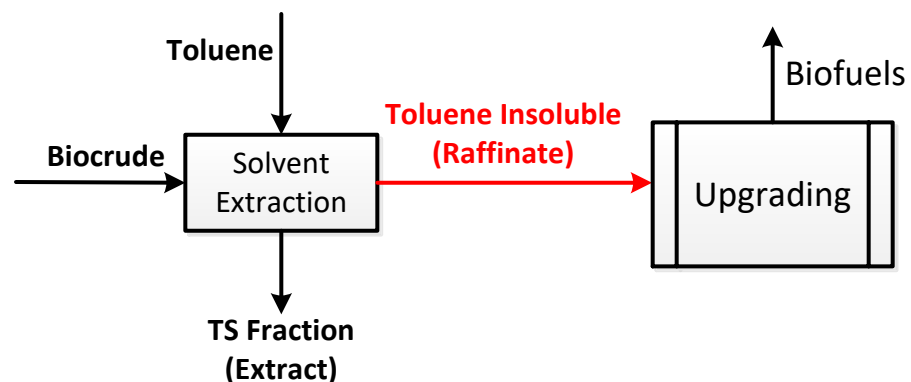 Toluene
Biofuels
Toluene Insoluble
(Raffinate)
Biocrude
Solvent
Extraction
Upgrading
TS Fraction
(Extract)